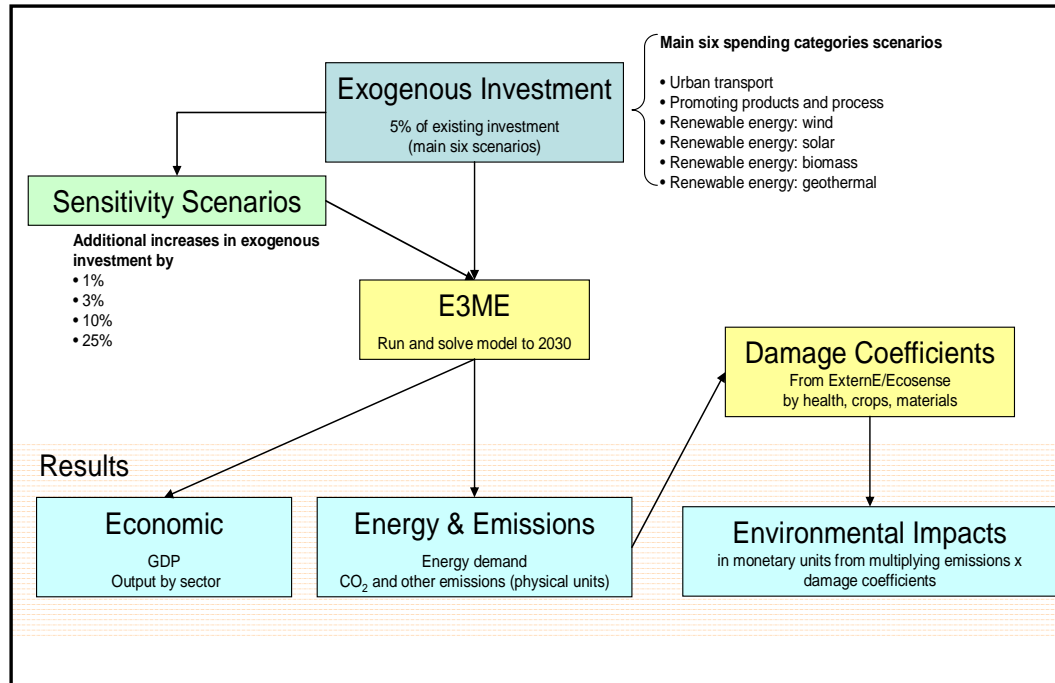 Main six spending categories scenarios
• Urban transport
• Promoting products and process
• Renewable energy: wind
• Renewable energy: solar
• Renewable energy: biomass
• Renewable energy: geothermal
Exogenous Investment
5% of existing investment
(main six scenarios)
Sensitivity Scenarios
Additional increases in exogenous
investment by
• 1%
• 3%
• 10%
• 25%
E3ME
Run and solve model to 2030
Damage Coefficients
From ExternE/Ecosense
by health, crops, materials
Results
Economic
GDP
Output by sector
Energy & Emissions
Energy demand
CO₂ and other emissions (physical units)
Environmental Impacts
in monetary units from multiplying emissions x
damage coefficients